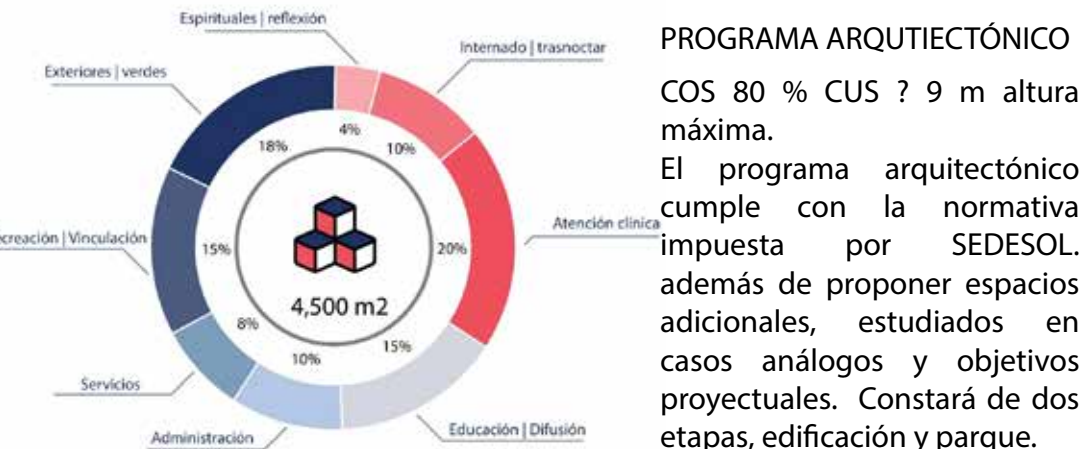 Espirituales | reflexión
Internado | trasnoctar
Exteriores | verdes
4%
18%
10%
creación | Vinculación
15%
20%
Atención clínica
4,500 m2
8%
15%
10%
Servicios
Educación | Difusión
Administración
PROGRAMA ARQUTIECTÓNICO
COS 80 % CUS ? 9 m altura
máxima.
El programa arquitectónico
cumple con la normativa
impuesta por SEDESOL.
además de proponer espacios
adicionales, estudiados en
casos análogos y objetivos
proyectuales. Constará de dos
etapas, edificación y parque.